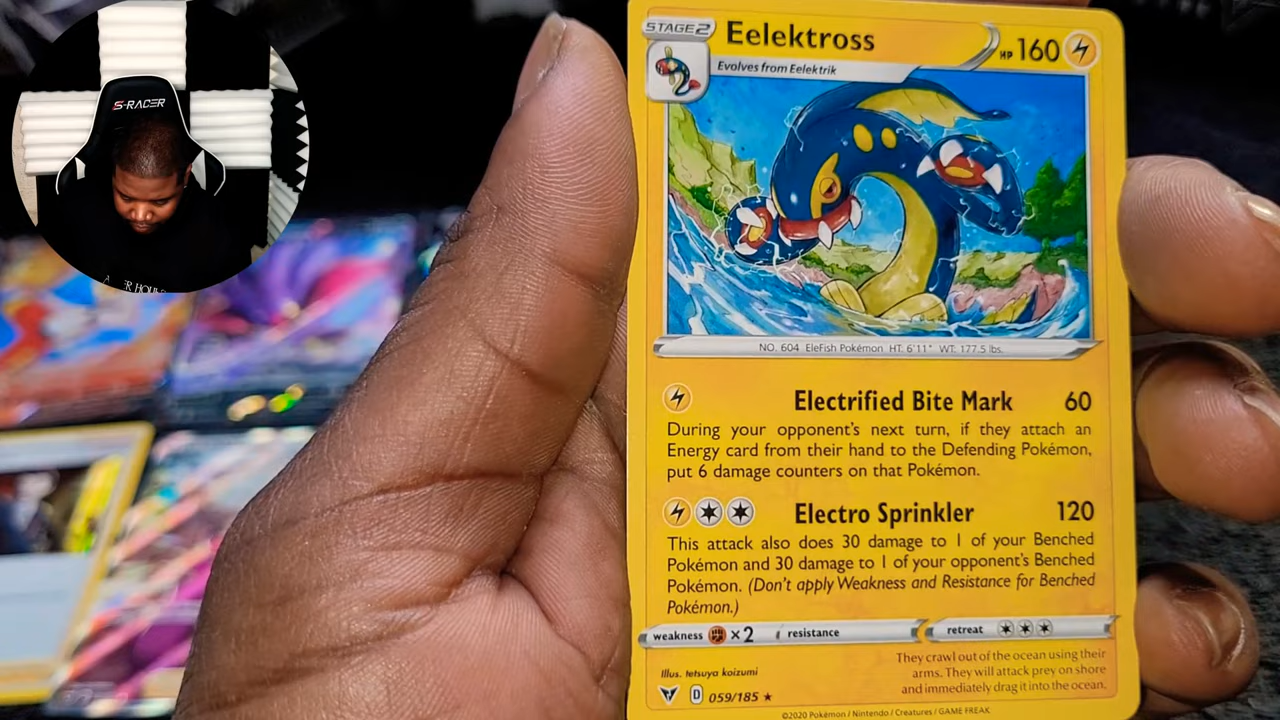 S-RACER
STAGE 2
Eelektross
HP 160
Evolves from Eelektrik
NO. 604 EleFish Pokémon HT: 6'11" WT: 177.5 lbs.
Electrified Bite Mark 60
During your opponent's next turn, if they attach an
Energy card from their hand to the Defending Pokémon,
put 6 damage counters on that Pokémon.
Electro Sprinkler 120
This attack also does 30 damage to 1 of your Benched
Pokémon and 30 damage to 1 of your opponent's Benched
Pokémon. (Don't apply Weakness and Resistance for Benched
Pokémon.)
weakness ×2 resistance retreat
They crawl out of the ocean using their
arms. They will attack prey on shore
and immediately drag it into the ocean.
Illus. tetsuya koizumi
D 059/185 ★
©2020 Pokémon / Nintendo / Creatures / GAME FREAK